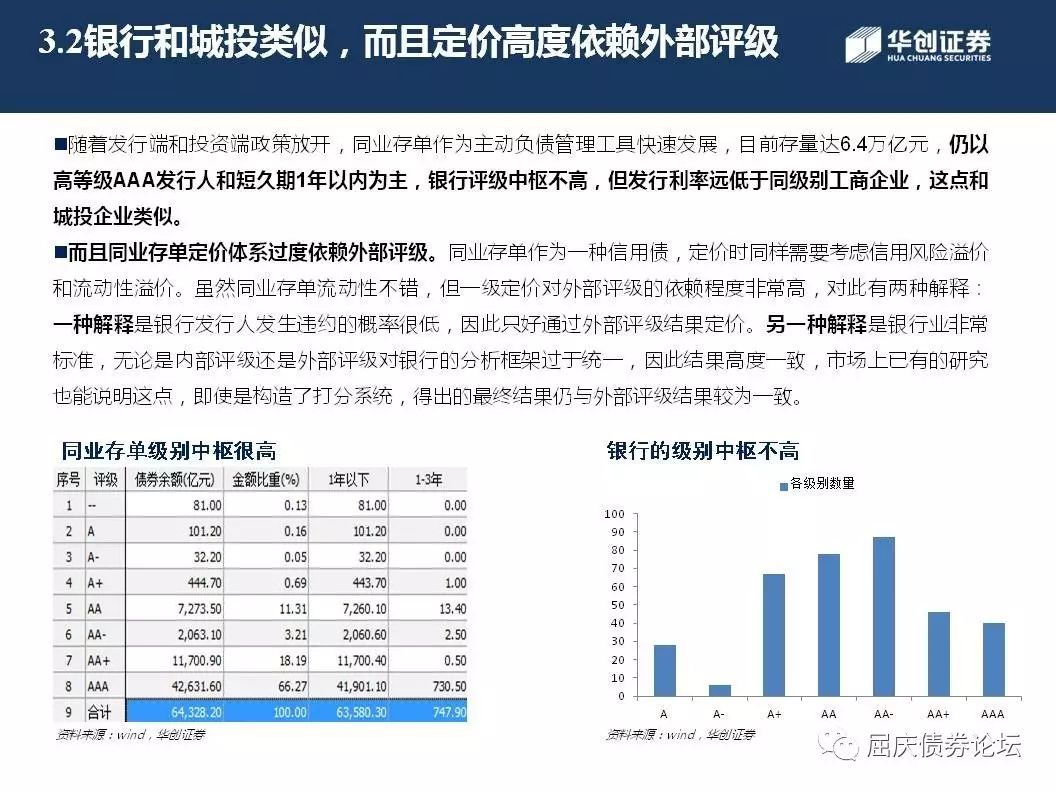 3.2银行和城投类似，而且定价高度依赖外部评级
华创证券
HUA CHUANG SECURITIES
■随着发行端和投资端政策放开，同业存单作为主动负债管理工具快速发展，目前存量达6.4万亿元，仍以
高等级AAA发行人和短久期1年以内为主，银行评级中枢不高，但发行利率远低于同级别工商企业，这点和
城投企业类似。
■而且同业存单定价体系过度依赖外部评级。同业存单作为一种信用债，定价时同样需要考虑信用风险溢价
和流动性溢价。虽然同业存单流动性不错，但一级定价对外部评级的依赖程度非常高，对此有两种解释：
一种解释是银行发行人发生违约的概率很低，因此只好通过外部评级结果定价。另一种解释是银行业非常
标准，无论是内部评级还是外部评级对银行的分析框架过于统一，因此结果高度一致，市场上已有的研究
也能说明这点，即使是构造了打分系统，得出的最终结果仍与外部评级结果较为一致。
同业存单级别中枢很高
序号 评级 债券余额(亿元) 金额比重(%) 1年以下 1-3年
1 -- 81.00 0.13 81.00 0.00
2 A 101.20 0.16 101.20 0.00
3 A- 32.20 0.05 32.20 0.00
4 A+ 444.70 0.69 443.70 1.00
5 AA 7,273.50 11.31 7,260.10 13.40
6 AA- 2,063.10 3.21 2,060.60 2.50
7 AA+ 11,700.90 18.19 11,700.40 0.50
8 AAA 42,631.60 66.27 41,901.10 730.50
9 合计 64,328.20 100.00 63,580.30 747.90
资料来源：wind，华创证券
银行的级别中枢不高
各级别数量
100
90
80
70
60
50
40
30
20
10
0
A A- A+ AA AA- AA+ AAA
资料来源：wind，华创证券
屈庆债券论坛